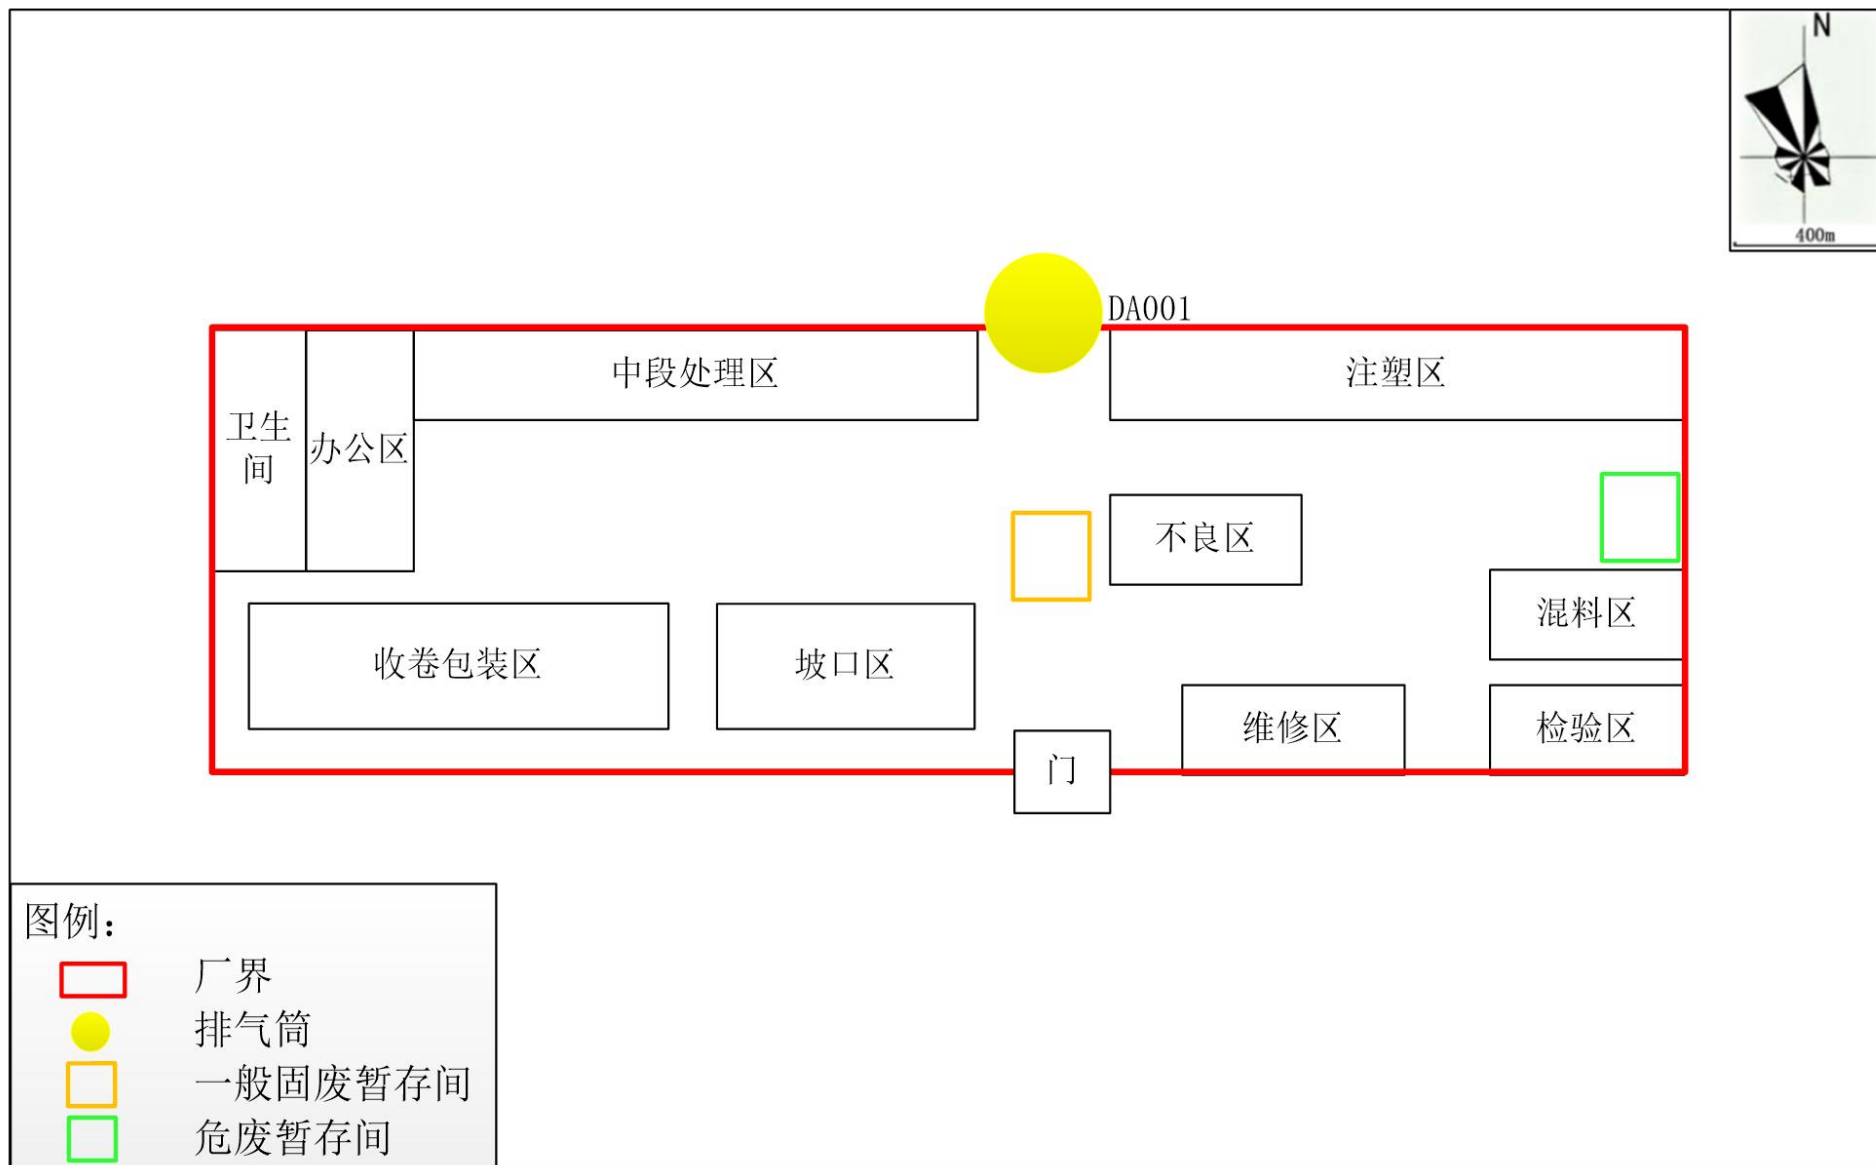 N
400m
DA001
中段处理区
注塑区
卫生
间
办公区
不良区
混料区
收卷包装区
坡口区
维修区
检验区
门
图例：
厂界
排气筒
一般固废暂存间
危废暂存间